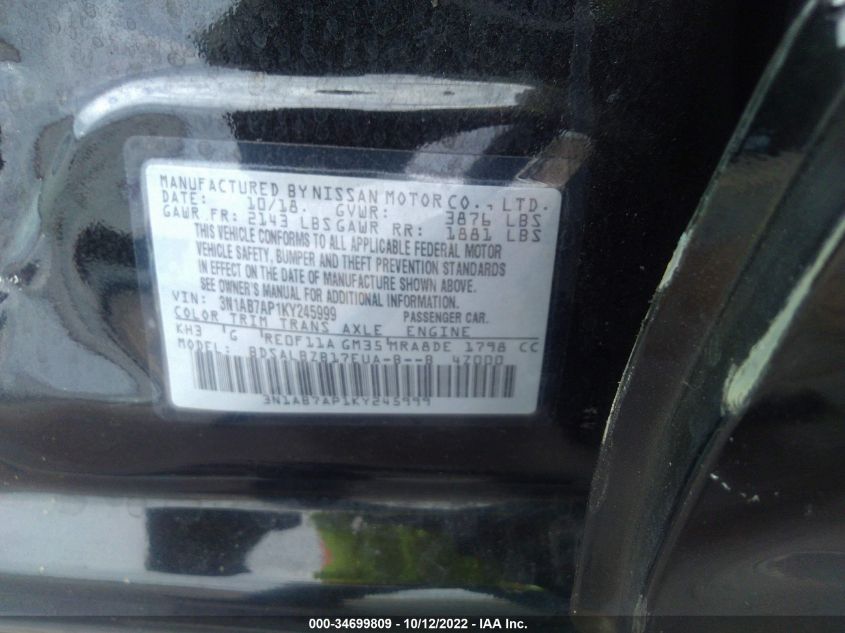 MANUFACTURED BY NISSAN MOTOR CO., LTD.
DATE: 10/18. GVWR: 3876 LBS
GAWR FR: 2143 LBS GAWR RR: 1881 LBS
THIS VEHICLE CONFORMS TO ALL APPLICABLE FEDERAL MOTOR
VEHICLE SAFETY, BUMPER AND THEFT PREVENTION STANDARDS
IN EFFECT ON THE DATE OF MANUFACTURE SHOWN ABOVE.
SEE OWNER'S MANUAL FOR ADDITIONAL INFORMATION.
VIN: 3N1AB7AP1KY245999 PASSENGER CAR.
COLOR TRIM TRANS AXLE ENGINE
KH3 G RE0F11A GM35 MRA8DE 1798 CC
MODEL: BDSALBZB17EUA-B--B 47000
3N1AB7AP1KY245999
000-34699809 - 10/12/2022 - IAA Inc.